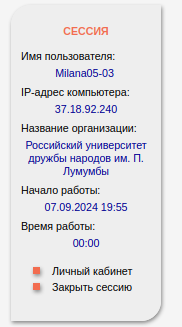 СЕССИЯ
Имя пользователя:
Milana05-03
IP-адрес компьютера:
37.18.92.240
Название организации:
Российский университет
дружбы народов им. П.
Лумумбы
Начало работы:
07.09.2024 19:55
Время работы:
00:00
Личный кабинет
Закрыть сессию